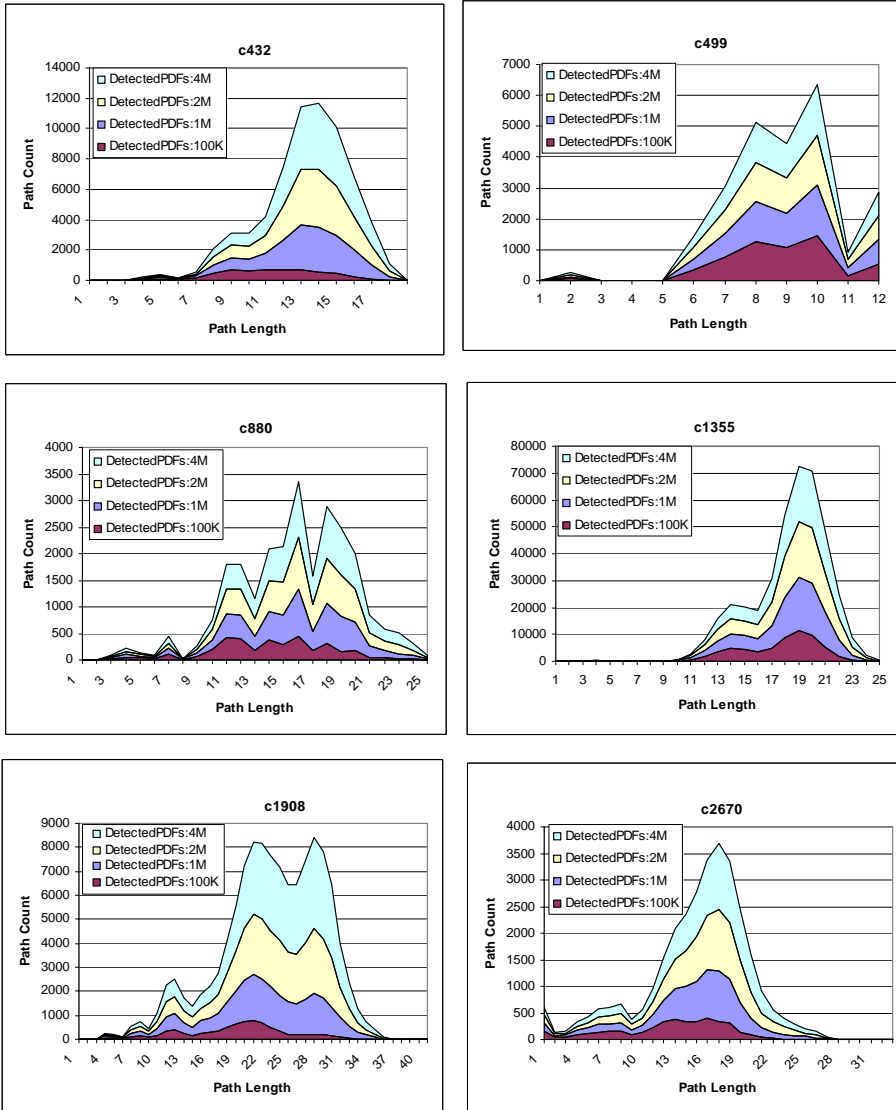 c432
14000
12000
10000
8000
6000
4000
2000
0
Path Count
DetectedPDFs:4M
DetectedPDFs:2M
DetectedPDFs:1M
DetectedPDFs:100K
1 3 5 7 9 11 13 15 17
Path Length
c499
7000
6000
5000
4000
3000
2000
1000
0
Path Count
DetectedPDFs:4M
DetectedPDFs:2M
DetectedPDFs:1M
DetectedPDFs:100K
1 2 3 4 5 6 7 8 9 10 11 12
Path Length
c880
4000
3500
3000
2500
2000
1500
1000
500
0
Path Count
DetectedPDFs:4M
DetectedPDFs:2M
DetectedPDFs:1M
DetectedPDFs:100K
1 3 5 7 9 11 13 15 17 19 21 23 25
Path Length
c1355
80000
70000
60000
50000
40000
30000
20000
10000
0
Path Count
DetectedPDFs:4M
DetectedPDFs:2M
DetectedPDFs:1M
DetectedPDFs:100K
1 3 5 7 9 11 13 15 17 19 21 23 25
Path Length
c1908
9000
8000
7000
6000
5000
4000
3000
2000
1000
0
Path Count
DetectedPDFs:4M
DetectedPDFs:2M
DetectedPDFs:1M
DetectedPDFs:100K
1 4 7 10 13 16 19 22 25 28 31 34 37 40
Path Length
c2670
4000
3500
3000
2500
2000
1500
1000
500
0
Path Count
DetectedPDFs:4M
DetectedPDFs:2M
DetectedPDFs:1M
DetectedPDFs:100K
1 4 7 10 13 16 19 22 25 28 31
Path Length